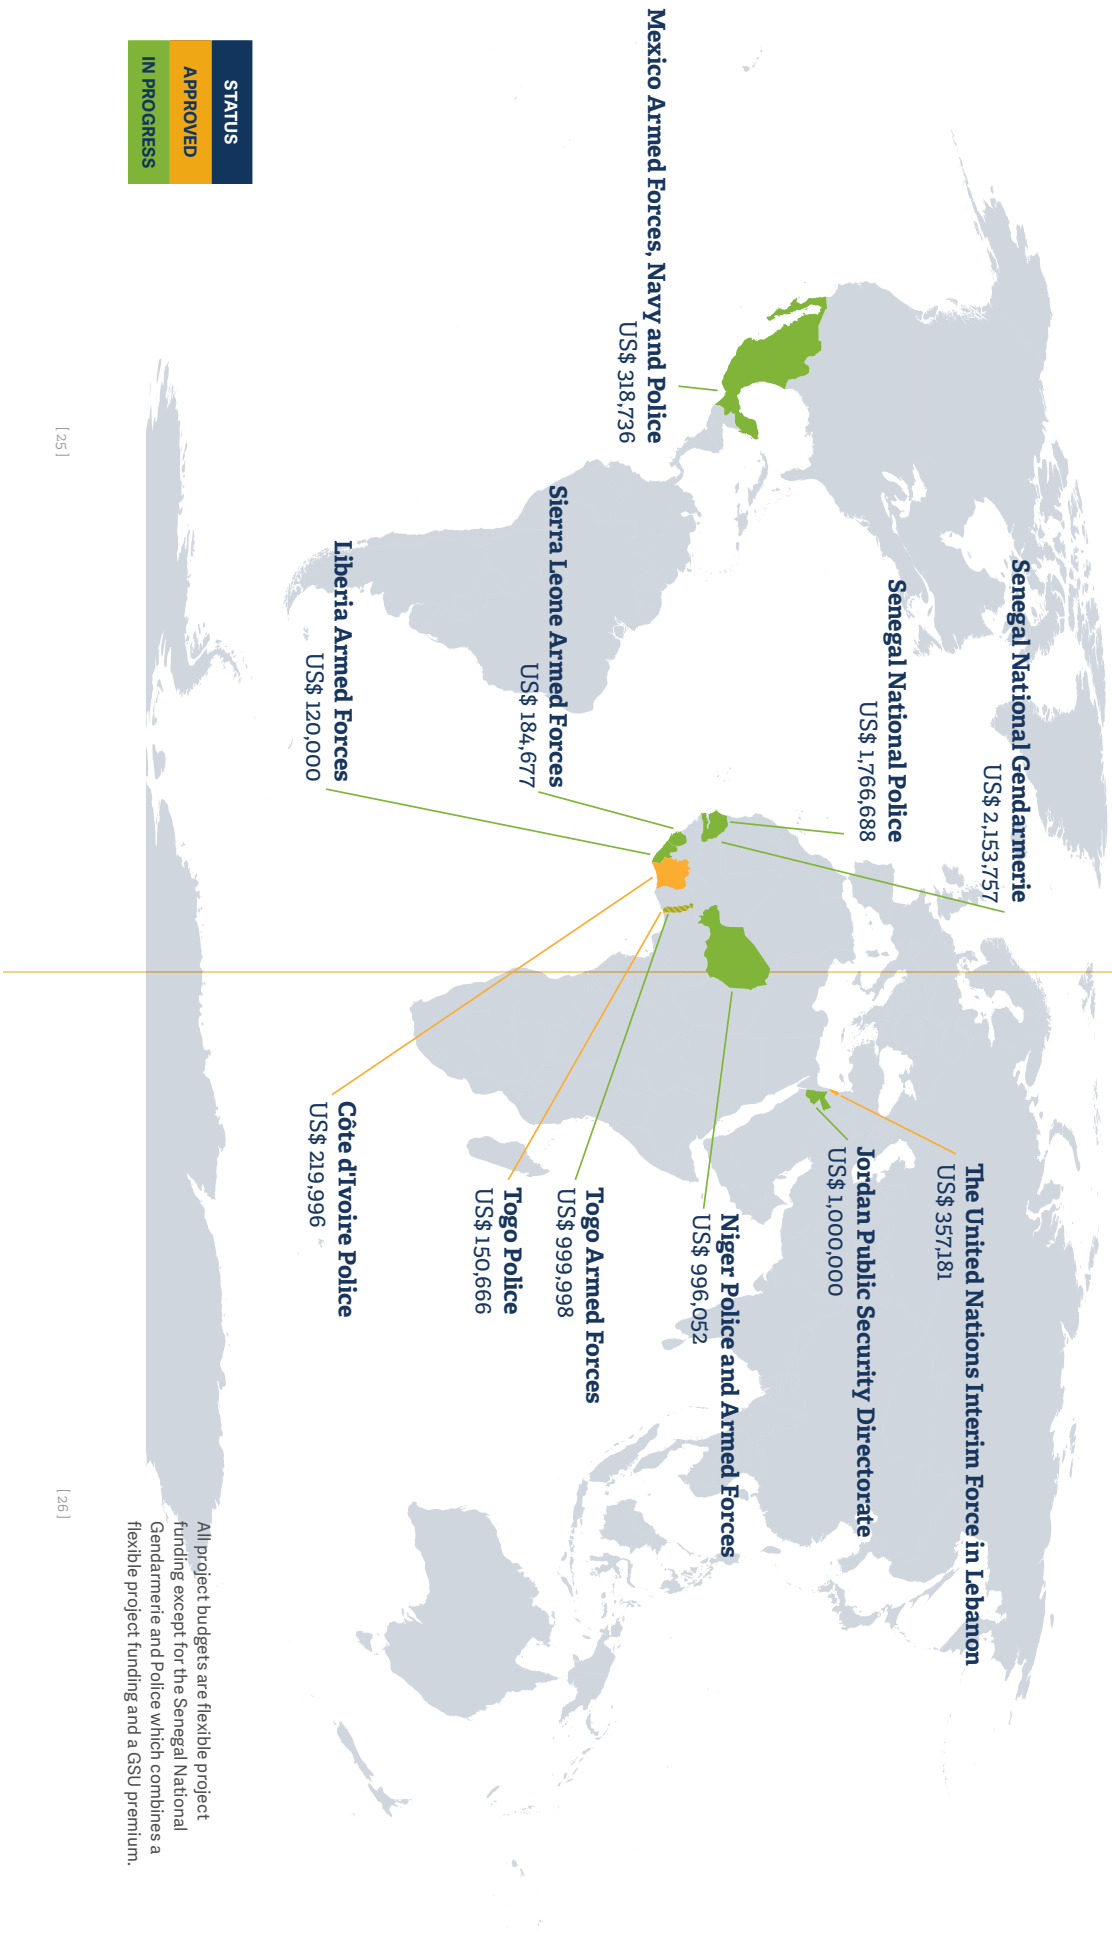 Senegal National Gendarmerie
US$ 2,153,757
The United Nations Interim Force in Lebanon
US$ 357,181
Senegal National Police
US$ 1,766,688
Jordan Public Security Directorate
US$ 1,000,000
Mexico Armed Forces, Navy and Police
US$ 318,736
Niger Police and Armed Forces
US$ 996,052
Sierra Leone Armed Forces
US$ 184,677
Togo Armed Forces
US$ 999,998
Togo Police
US$ 150,666
Liberia Armed Forces
US$ 120,000
Côte d'Ivoire Police
US$ 219,996
STATUS
APPROVED
IN PROGRESS
All project budgets are flexible project
funding except for the Senegal National
Gendarmerie and Police which combines a
flexible project funding and a GSU premium.
[ 25 ]
[ 26 ]